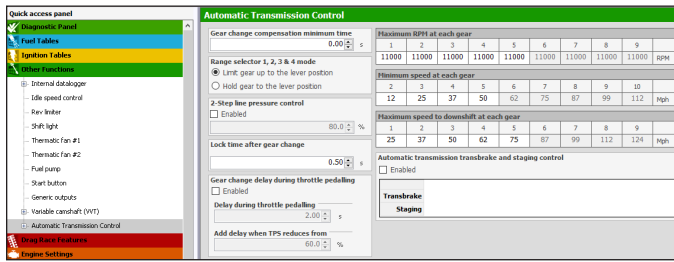 Quick access panel
Diagnostic Panel
Fuel Tables
Ignition Tables
Other Functions
Internal datalogger
Idle speed control
Rev limiter
Shift light
Thermatic fan #1
Thermatic fan #2
Fuel pump
Start button
Generic outputs
Variable camshaft (VVT)
Automatic Transmission Control
Drag Race Features
Engine Settings
Automatic Transmission Control
Gear change compensation minimum time
0.00 s
Range selector 1, 2, 3 & 4 mode
Limit gear up to the lever position
Hold gear to the lever position
2-Step line pressure control
Enabled
80.0 %
Lock time after gear change
0.50 s
Gear change delay during throttle pedalling
Enabled
Delay during throttle pedalling
2.00 s
Add delay when TPS reduces from
60.0 %
Maximum RPM at each gear
1 2 3 4 5 6 7 8 9
11000 11000 11000 11000 11000 11000 11000 11000 11000 RPM
Minimum speed at each gear
2 3 4 5 6 7 8 9 10
12 25 37 50 62 75 87 99 112 Mph
Maximum speed to downshift at each gear
1 2 3 4 5 6 7 8 9
25 37 50 62 75 87 99 112 124 Mph
Automatic transmission transbrake and staging control
Enabled
Transbrake
Staging